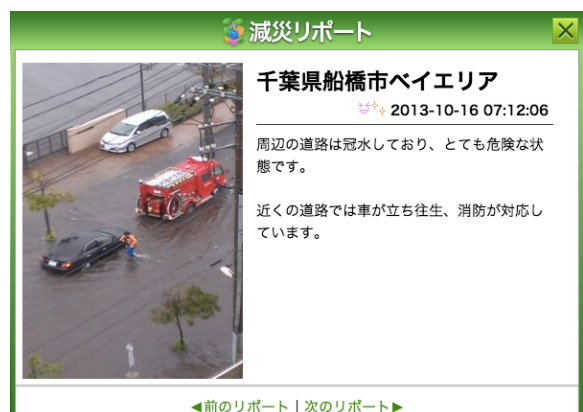 減災リポート
千葉県船橋市ベイエリア
2013-10-16 07:12:06
周辺の道路は冠水しており、とても危険な状
態です。
近くの道路では車が立ち往生、消防が対応し
ています。
◀前のリポート | 次のリポート▶